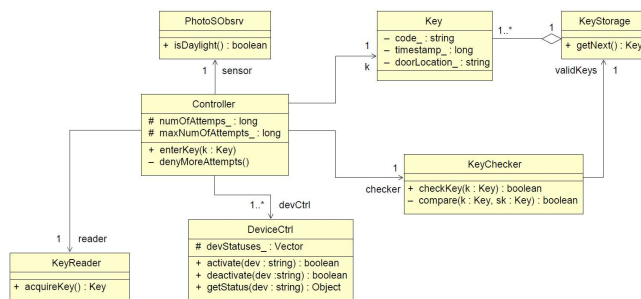 PhotoSObsrv
+ isDaylight() : boolean
1
sensor
Key
– code_ : string
– timestamp_ : long
– doorLocation_ : string
1
k
1..*
1
KeyStorage
+ getNext() : Key
validKeys
1
Controller
# numOfAttemps_ : long
# maxNumOfAttempts_ : long
+ enterKey(k : Key)
– denyMoreAttempts()
1
checker
KeyChecker
+ checkKey(k : Key) : boolean
– compare(k : Key, sk : Key) : boolean
1..*
devCtrl
DeviceCtrl
# devStatuses_ : Vector
+ activate(dev : string) : boolean
+ deactivate(dev :string) : boolean
+ getStatus(dev : string) : Object
1
reader
KeyReader
+ acquireKey() : Key